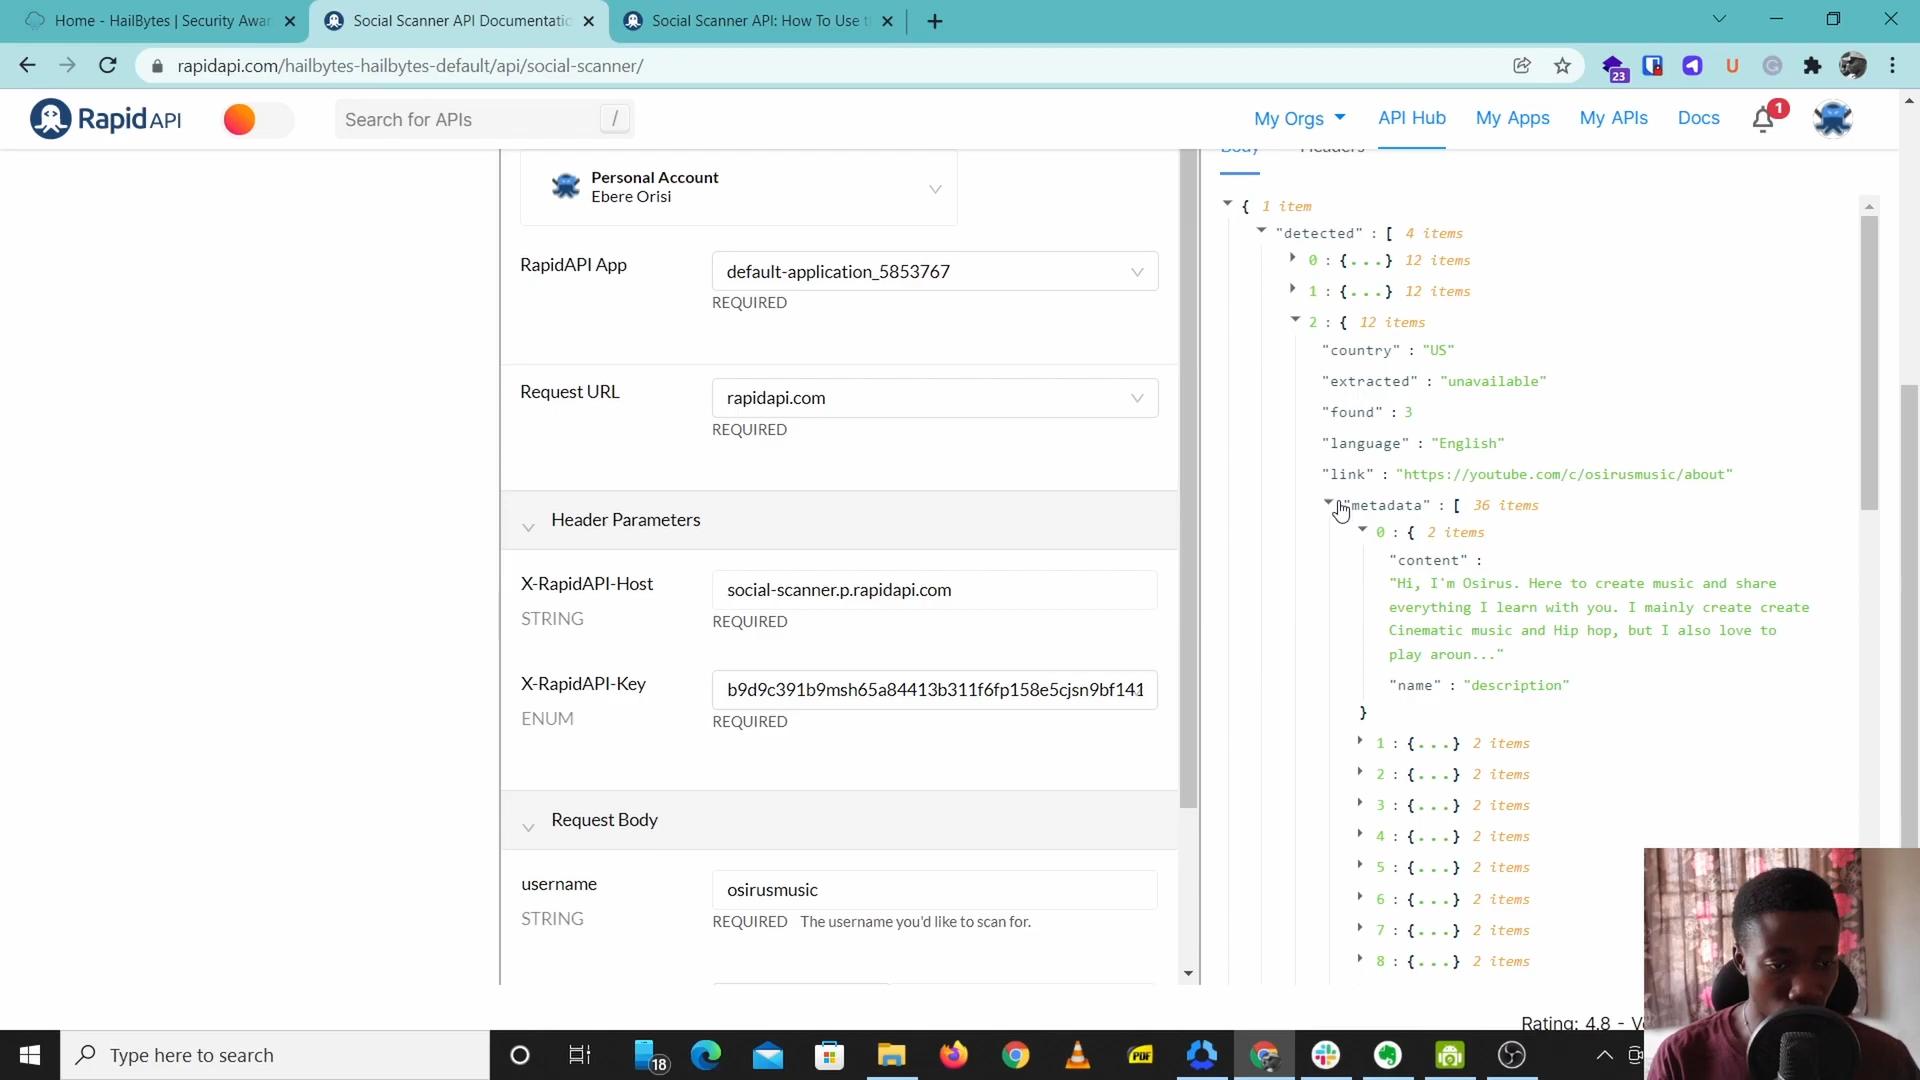 Home - HailBytes | Security Awar
Social Scanner API Documentatio
Social Scanner API: How To Use t
rapidapi.com/hailbytes-hailbytes-default/api/social-scanner/
23
Rapid API
Search for APIs
/
My Orgs
API Hub
My Apps
My APIs
Docs
1
Body
Headers
Personal Account
Ebere Orisi
RapidAPI App
default-application_5853767
REQUIRED
Request URL
rapidapi.com
REQUIRED
Header Parameters
X-RapidAPI-Host
social-scanner.p.rapidapi.com
STRING
REQUIRED
X-RapidAPI-Key
b9d9c391b9msh65a84413b311f6fp158e5cjsn9bf141
ENUM
REQUIRED
Request Body
username
osirusmusic
STRING
REQUIRED The username you'd like to scan for.
{ 1 item
"detected" : [ 4 items
0 : {...} 12 items
1 : {...} 12 items
2 : { 12 items
"country" : "US"
"extracted" : "unavailable"
"found" : 3
"language" : "English"
"link" : "https://youtube.com/c/osirusmusic/about"
"metadata" : [ 36 items
0 : { 2 items
"content" :
"Hi, I'm Osirus. Here to create music and share
everything I learn with you. I mainly create create
Cinematic music and Hip hop, but I also love to
play aroun..."
"name" : "description"
}
1 : {...} 2 items
2 : {...} 2 items
3 : {...} 2 items
4 : {...} 2 items
5 : {...} 2 items
6 : {...} 2 items
7 : {...} 2 items
8 : {...} 2 items
Rating: 4.8 -
Type here to search
18
PDF